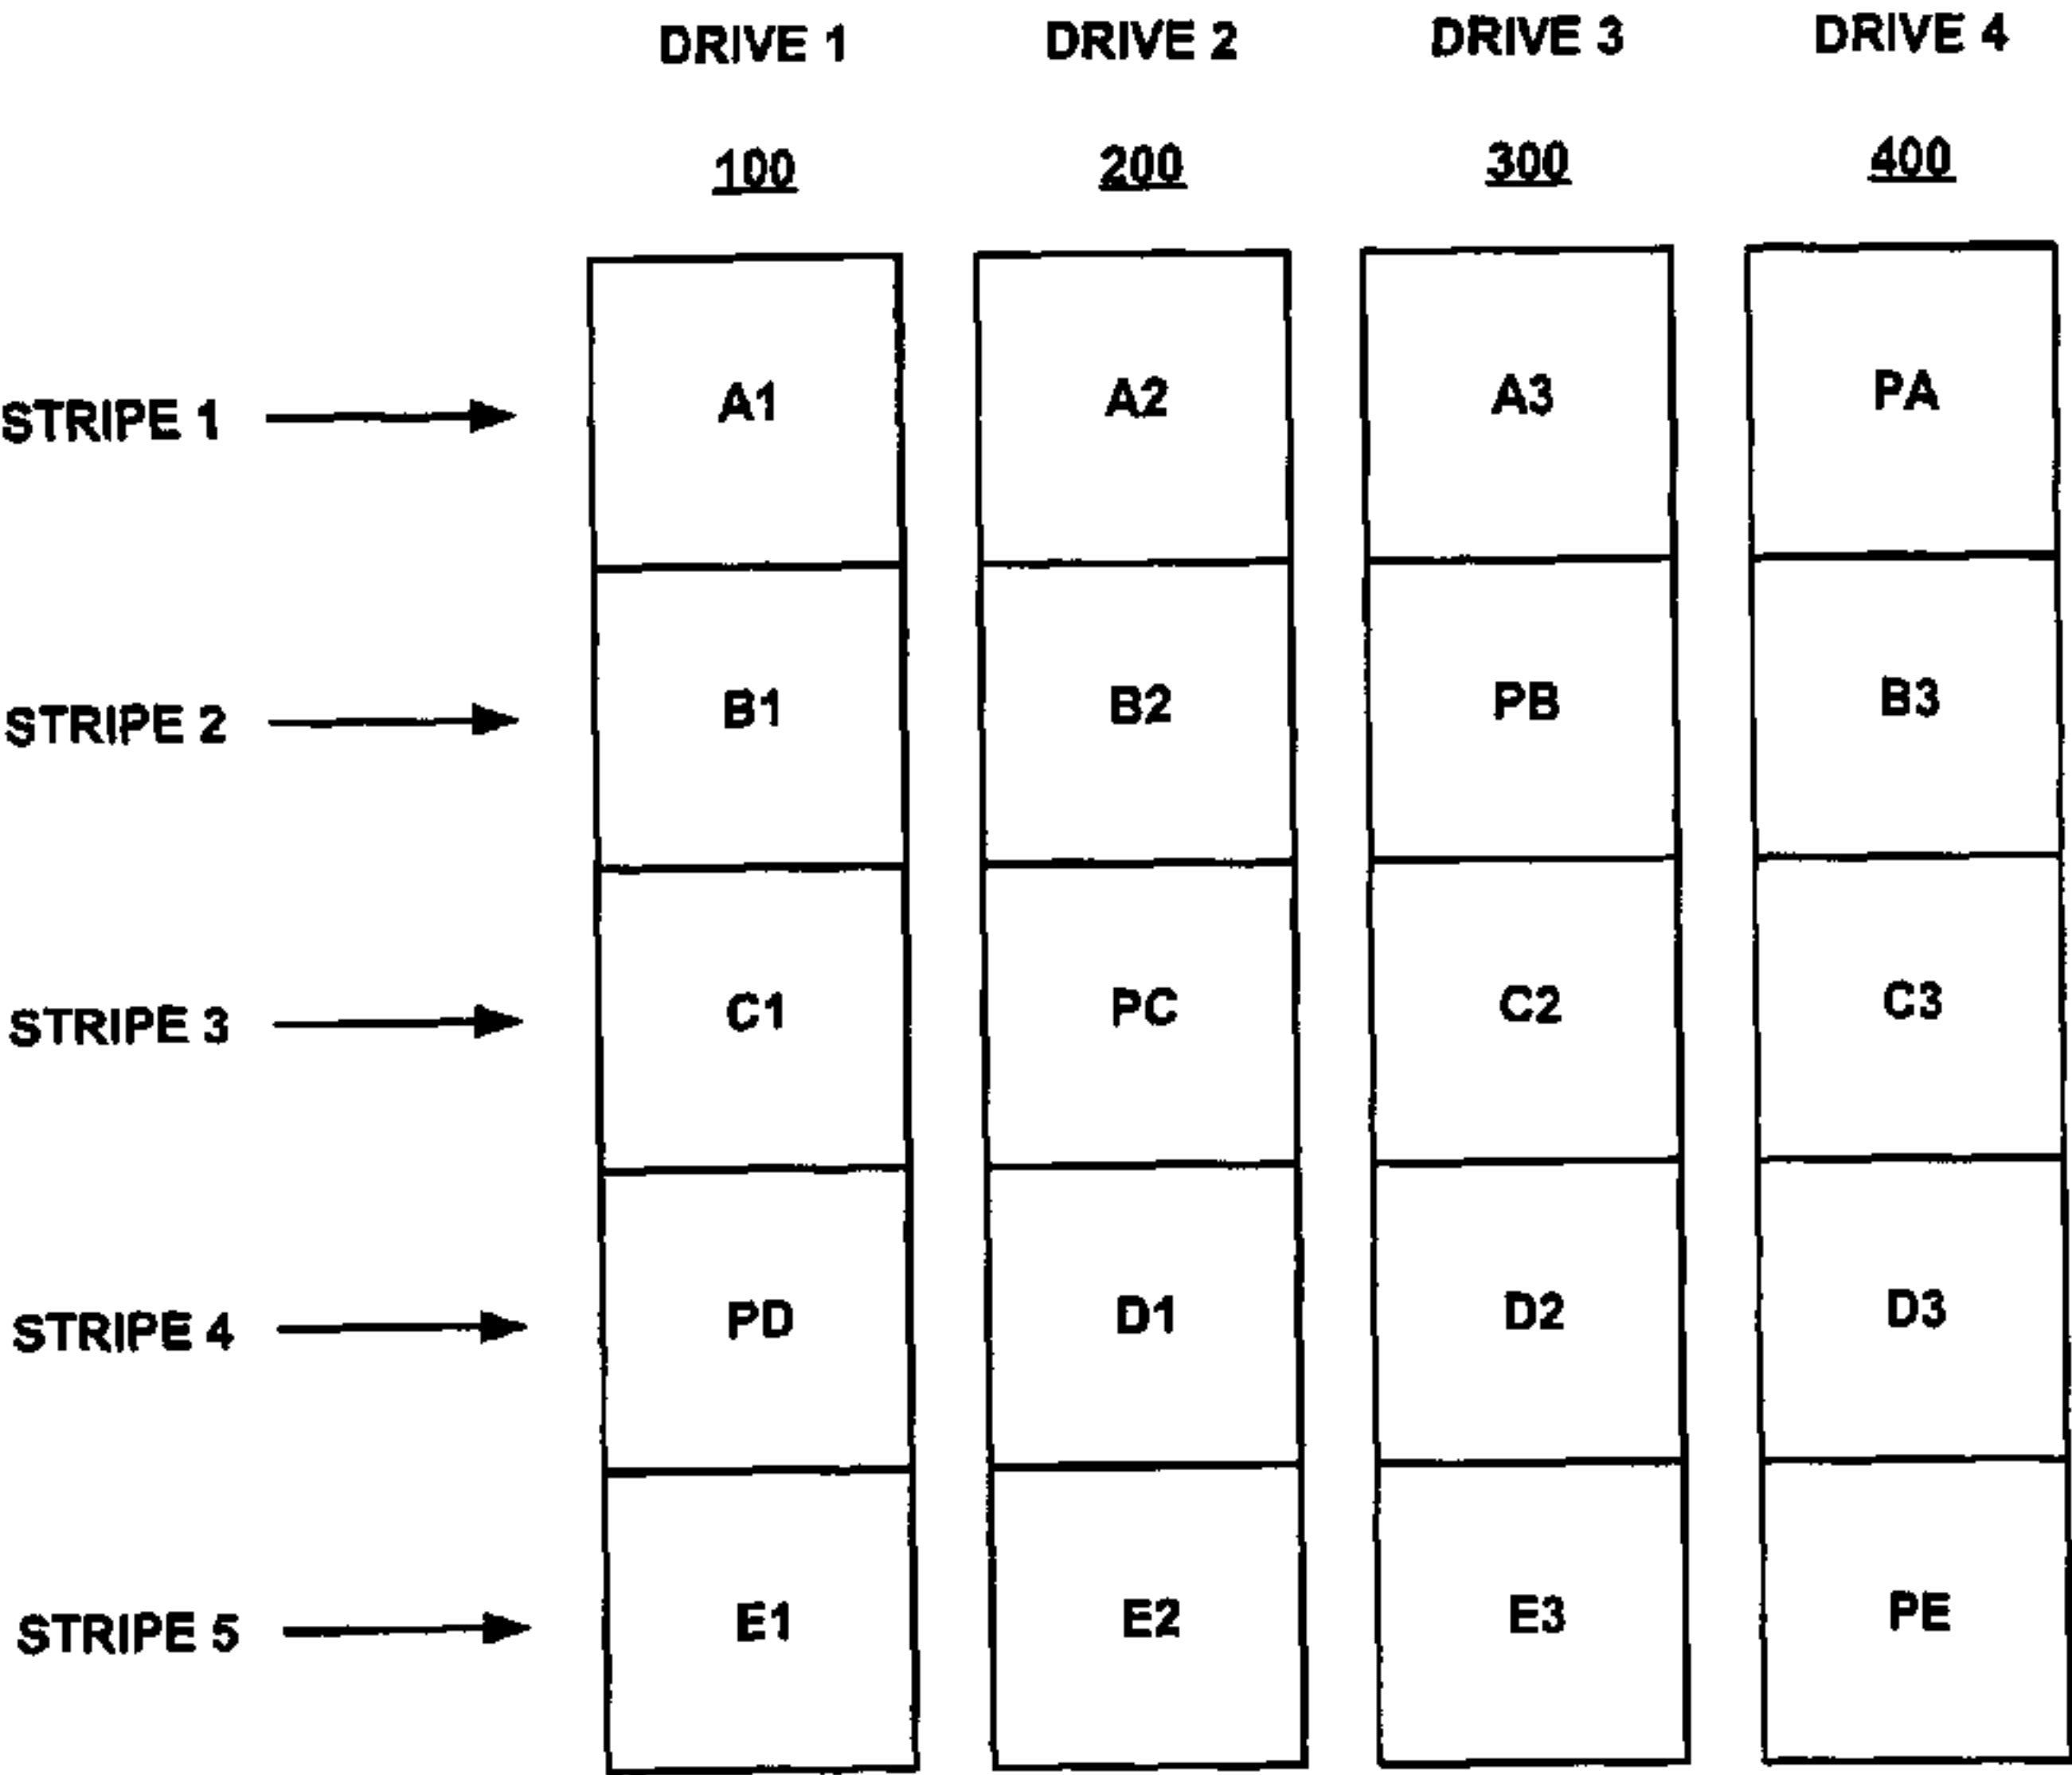 DRIVE 1 DRIVE 2 DRIVE 3 DRIVE 4
100 200 300 400
STRIPE 1 A1 A2 A3 PA
STRIPE 2 B1 B2 PB B3
STRIPE 3 C1 PC C2 C3
STRIPE 4 PD D1 D2 D3
STRIPE 5 E1 E2 E3 PE